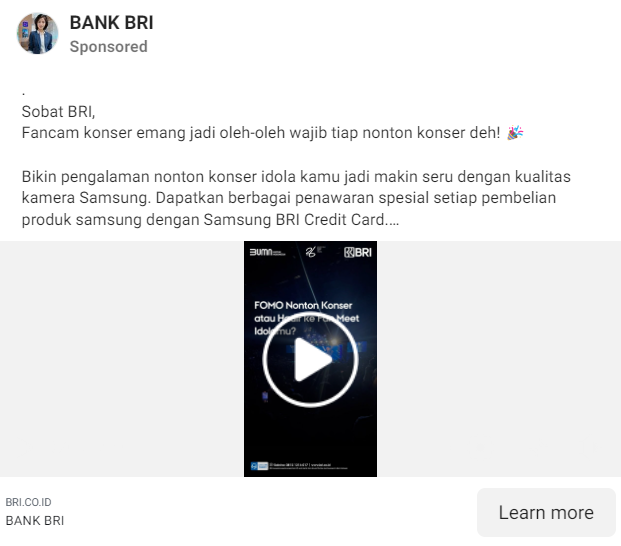 BANK BRI
Sponsored
.
Sobat BRI,
Fancam konser emang jadi oleh-oleh wajib tiap nonton konser deh! 🎉
Bikin pengalaman nonton konser idola kamu jadi makin seru dengan kualitas
kamera Samsung. Dapatkan berbagai penawaran spesial setiap pembelian
produk samsung dengan Samsung BRI Credit Card....
BUMN
BRI
FOMO Nonton Konser
atau Hadir ke Fan Meet
Idolamu?
BRI.CO.ID
BANK BRI
Learn more